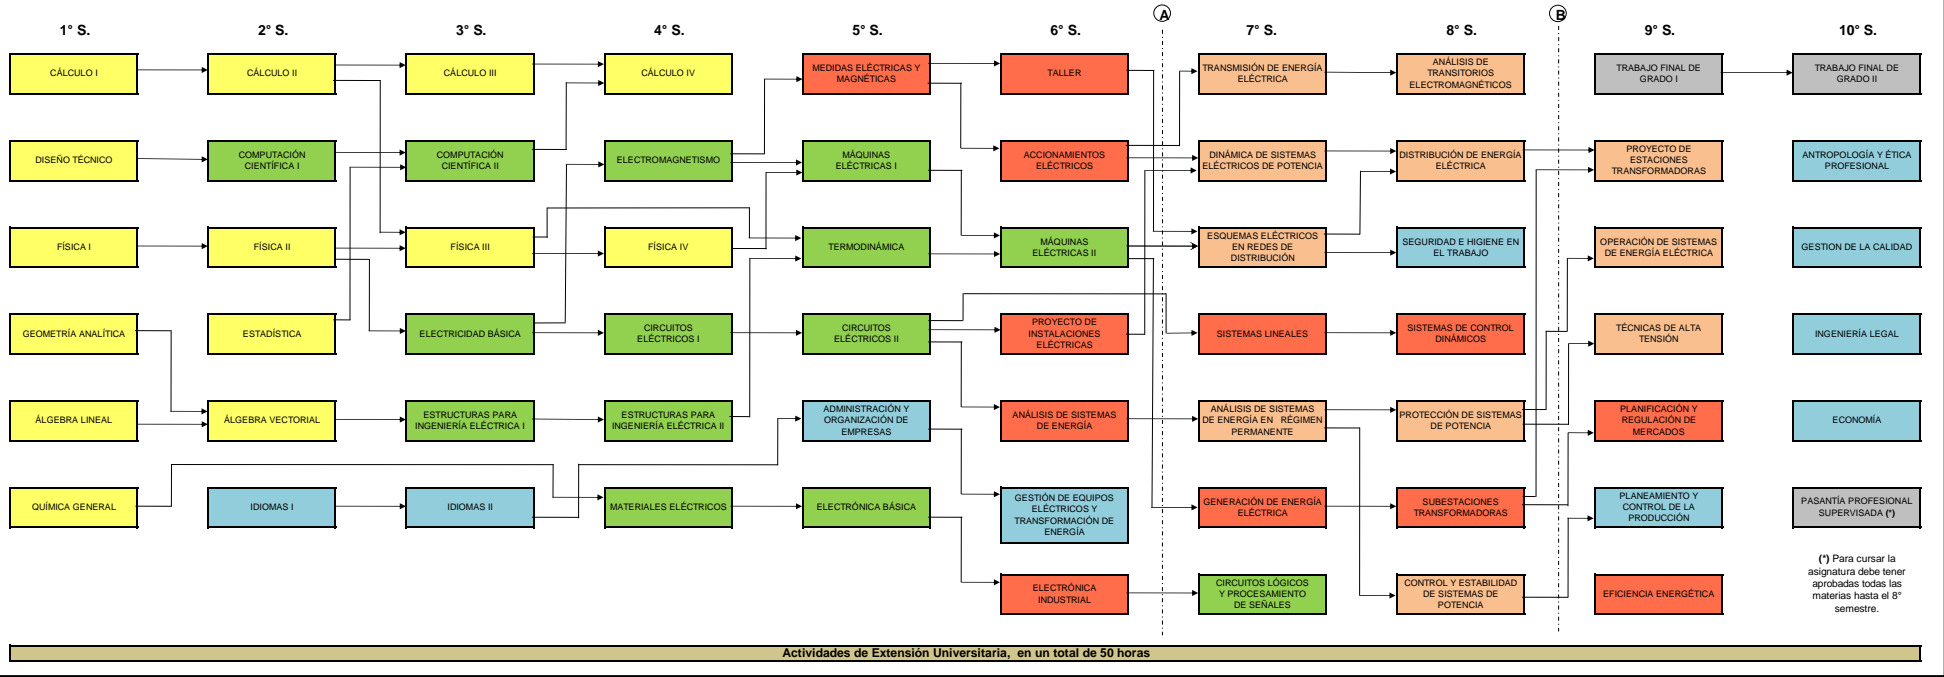 A
B
1° S.
2° S.
3° S.
4° S.
5° S.
6° S.
7° S.
8° S.
9° S.
10° S.
CÁLCULO I
CÁLCULO II
CÁLCULO III
CÁLCULO IV
MEDIDAS ELÉCTRICAS Y
MAGNÉTICAS
TALLER
TRANSMISIÓN DE ENERGÍA
ELÉCTRICA
ANÁLISIS DE
TRANSITORIOS
ELECTROMAGNÉTICOS
TRABAJO FINAL DE
GRADO I
TRABAJO FINAL DE
GRADO II
DISEÑO TÉCNICO
COMPUTACIÓN
CIENTÍFICA I
COMPUTACIÓN
CIENTÍFICA II
ELECTROMAGNETISMO
MÁQUINAS
ELÉCTRICAS I
ACCIONAMIENTOS
ELÉCTRICOS
DINÁMICA DE SISTEMAS
ELÉCTRICOS DE POTENCIA
DISTRIBUCIÓN DE ENERGÍA
ELÉCTRICA
PROYECTO DE
ESTACIONES
TRANSFORMADORAS
ANTROPOLOGÍA Y ÉTICA
PROFESIONAL
FÍSICA I
FÍSICA II
FÍSICA III
FÍSICA IV
TERMODINÁMICA
MÁQUINAS
ELÉCTRICAS II
ESQUEMAS ELÉCTRICOS
EN REDES DE
DISTRIBUCIÓN
SEGURIDAD E HIGIENE EN
EL TRABAJO
OPERACIÓN DE SISTEMAS
DE ENERGÍA ELÉCTRICA
GESTION DE LA CALIDAD
GEOMETRÍA ANALÍTICA
ESTADÍSTICA
ELECTRICIDAD BÁSICA
CIRCUITOS
ELÉCTRICOS I
CIRCUITOS
ELÉCTRICOS II
PROYECTO DE
INSTALACIONES
ELÉCTRICAS
SISTEMAS LINEALES
SISTEMAS DE CONTROL
DINÁMICOS
TÉCNICAS DE ALTA
TENSIÓN
INGENIERÍA LEGAL
ÁLGEBRA LINEAL
ÁLGEBRA VECTORIAL
ESTRUCTURAS PARA
INGENIERÍA ELÉCTRICA I
ESTRUCTURAS PARA
INGENIERÍA ELÉCTRICA II
ADMINISTRACIÓN Y
ORGANIZACIÓN DE
EMPRESAS
ANÁLISIS DE SISTEMAS
DE ENERGÍA
ANÁLISIS DE SISTEMAS
DE ENERGÍA EN RÉGIMEN
PERMANENTE
PROTECCIÓN DE SISTEMAS
DE POTENCIA
PLANIFICACIÓN Y
REGULACIÓN DE
MERCADOS
ECONOMÍA
QUÍMICA GENERAL
IDIOMAS I
IDIOMAS II
MATERIALES ELÉCTRICOS
ELECTRÓNICA BÁSICA
GESTIÓN DE EQUIPOS
ELÉCTRICOS Y
TRANSFORMACIÓN DE
ENERGÍA
GENERACIÓN DE ENERGÍA
ELÉCTRICA
SUBESTACIONES
TRANSFORMADORAS
PLANEAMIENTO Y
CONTROL DE LA
PRODUCCIÓN
PASANTÍA PROFESIONAL
SUPERVISADA (*)
ELECTRÓNICA
INDUSTRIAL
CIRCUITOS LÓGICOS
Y PROCESAMIENTO
DE SEÑALES
CONTROL Y ESTABILIDAD
DE SISTEMAS DE
POTENCIA
EFICIENCIA ENERGÉTICA
(*) Para cursar la
asignatura debe tener
aprobadas todas las
materias hasta el 8°
semestre.
Actividades de Extensión Universitaria, en un total de 50 horas